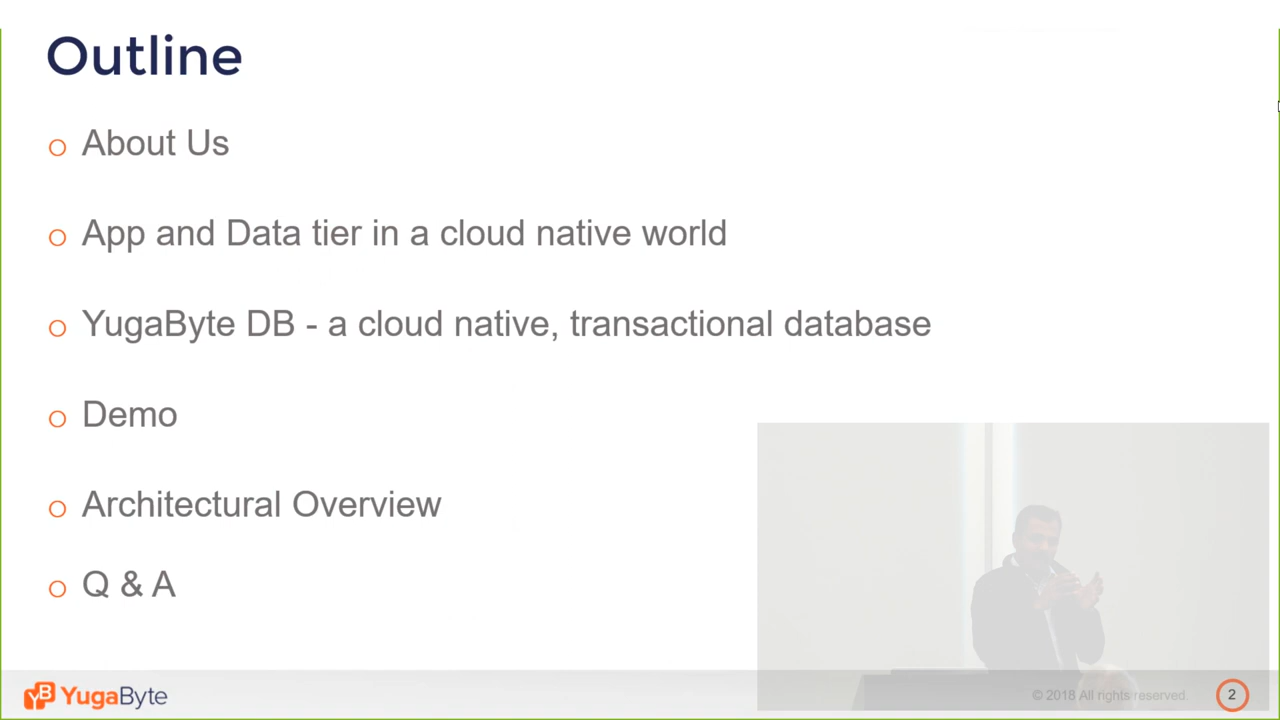 Outline
o About Us
o App and Data tier in a cloud native world
o YugaByte DB - a cloud native, transactional database
o Demo
o Architectural Overview
o Q & A
YB YugaByte
© 2018 All rights reserved.
2